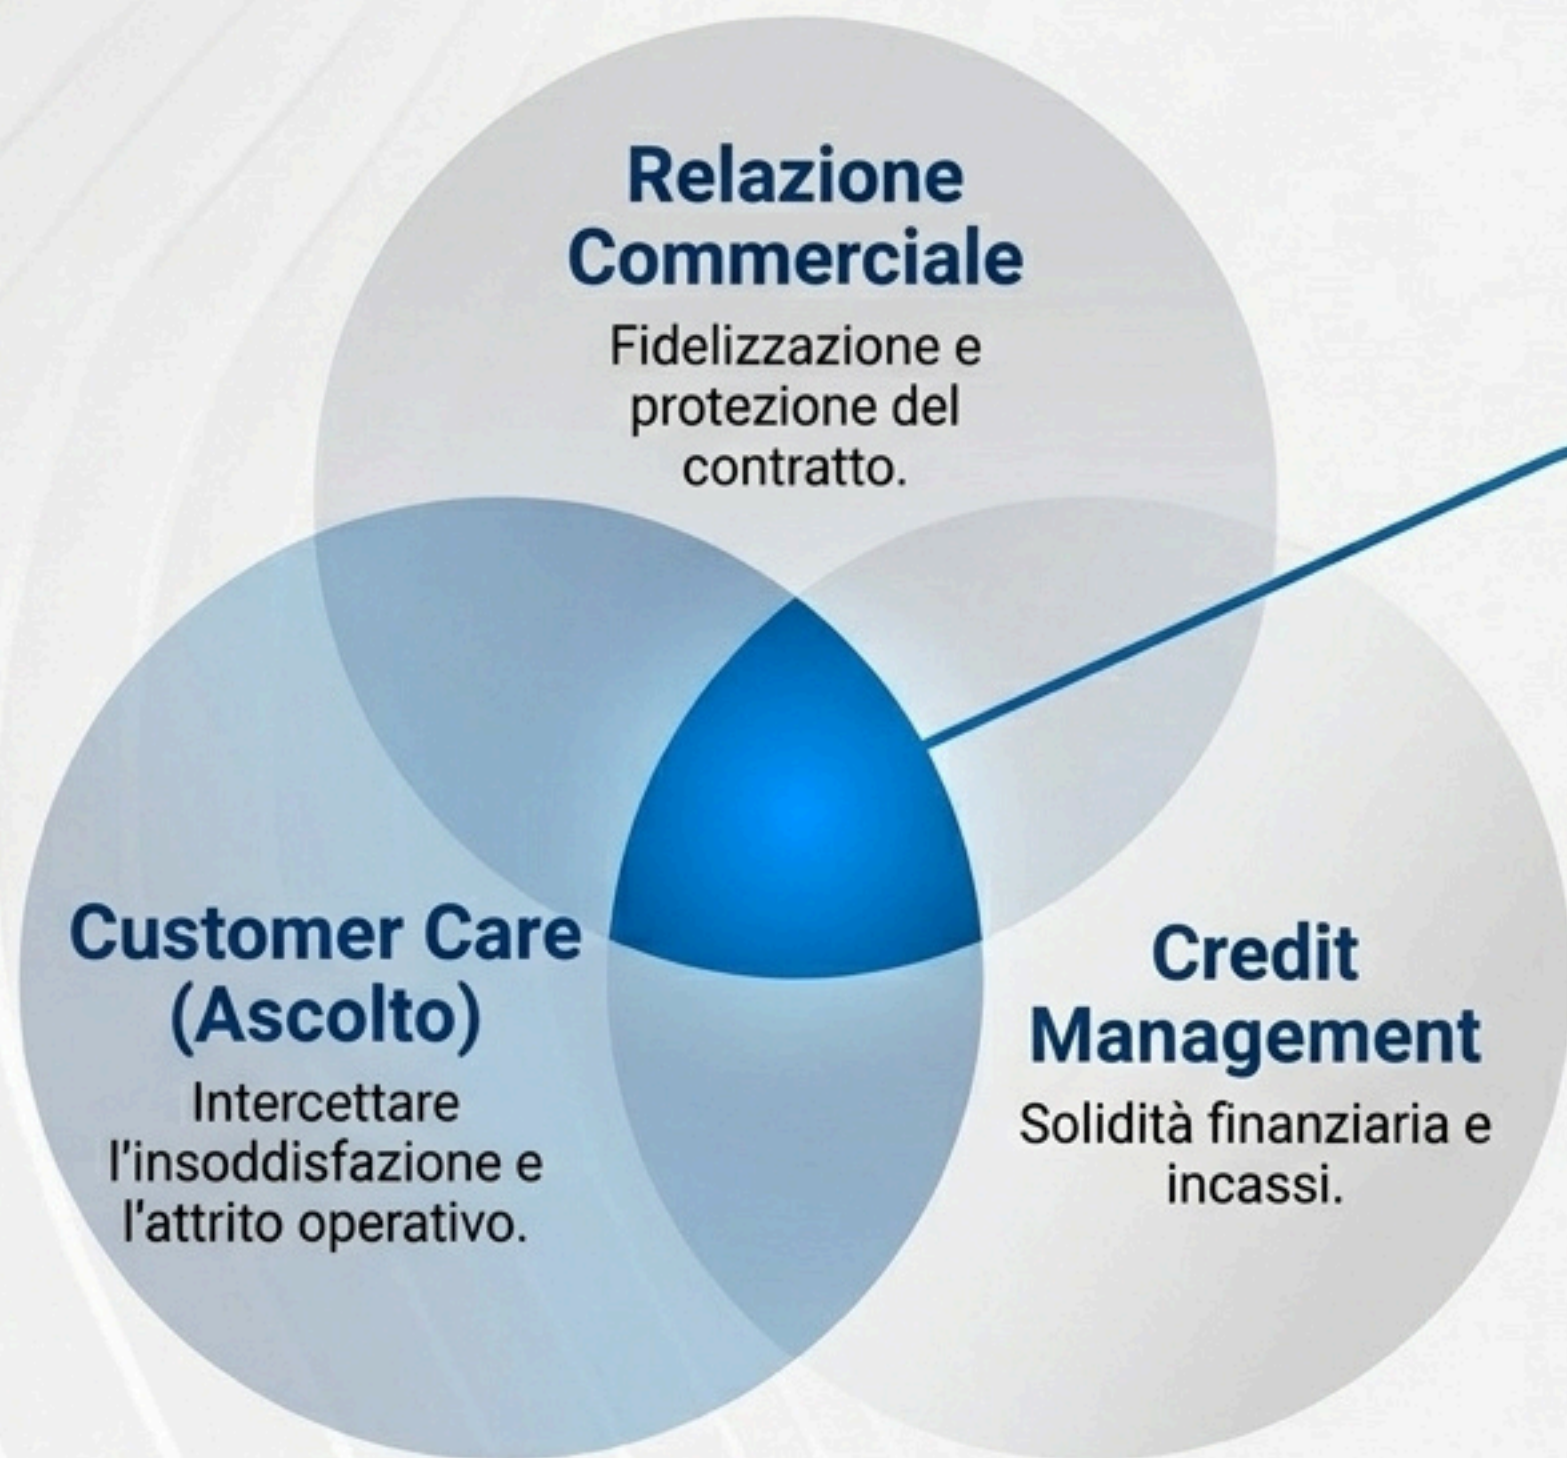 Relazione
Commerciale
Fidelizzazione e
protezione del
contratto.
Customer Care
(Ascolto)
Intercettare
l'insoddisfazione e
l'attrito operativo.
Credit
Management
Solidità finanziaria e
incassi.